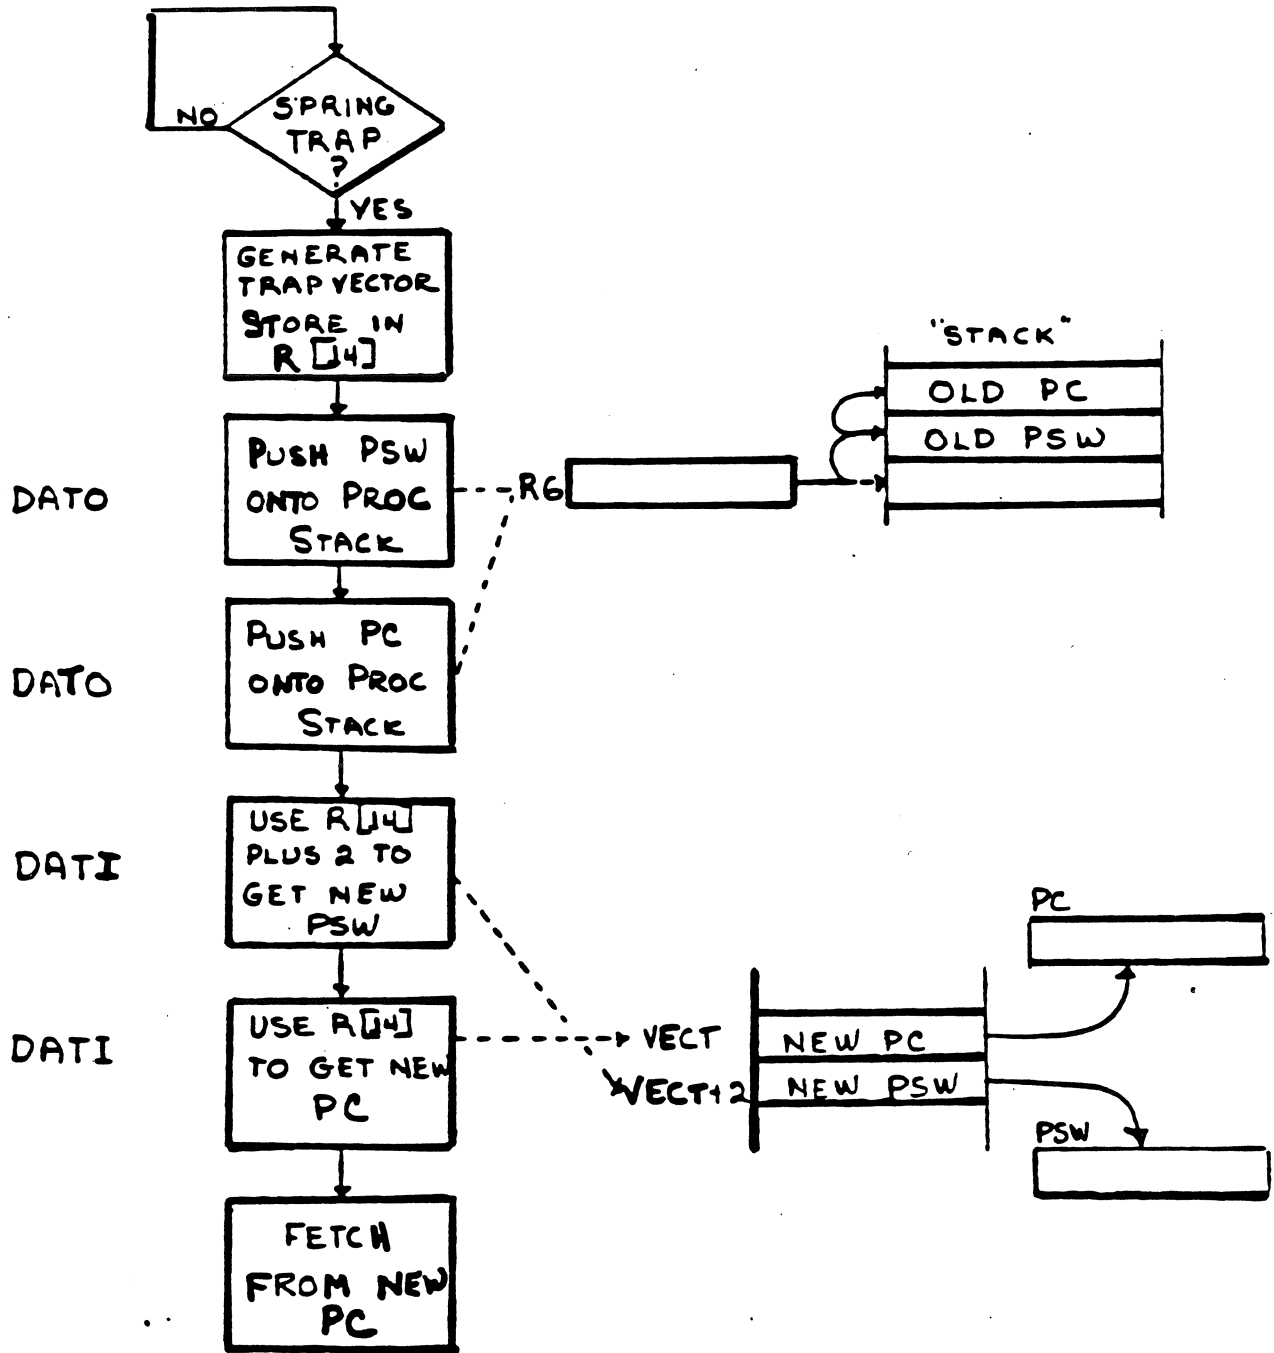 SPRING
TRAP
?
NO
YES
GENERATE
TRAP VECTOR
STORE IN
R [14]
PUSH PSW
ONTO PROC
STACK
DATO
R6
"STACK"
OLD PC
OLD PSW
PUSH PC
ONTO PROC
STACK
DATO
USE R[14]
PLUS 2 TO
GET NEW
PSW
DATI
USE R[14]
TO GET NEW
PC
DATI
VECT
VECT+2
NEW PC
NEW PSW
PC
PSW
FETCH
FROM NEW
PC